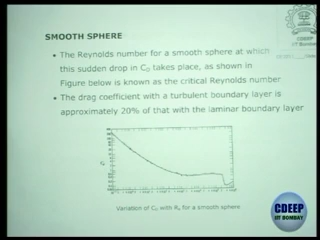 CDEEP
IIT Bombay
SMOOTH SPHERE
• The Reynolds number for a smooth sphere at which
this sudden drop in C_D takes place, as shown in
Figure below is known as the critical Reynolds number
• The drag coefficient with a turbulent boundary layer is
approximately 20% of that with the laminar boundary layer
Variation of C_D with R_e for a smooth sphere
CDEEP
IIT BOMBAY